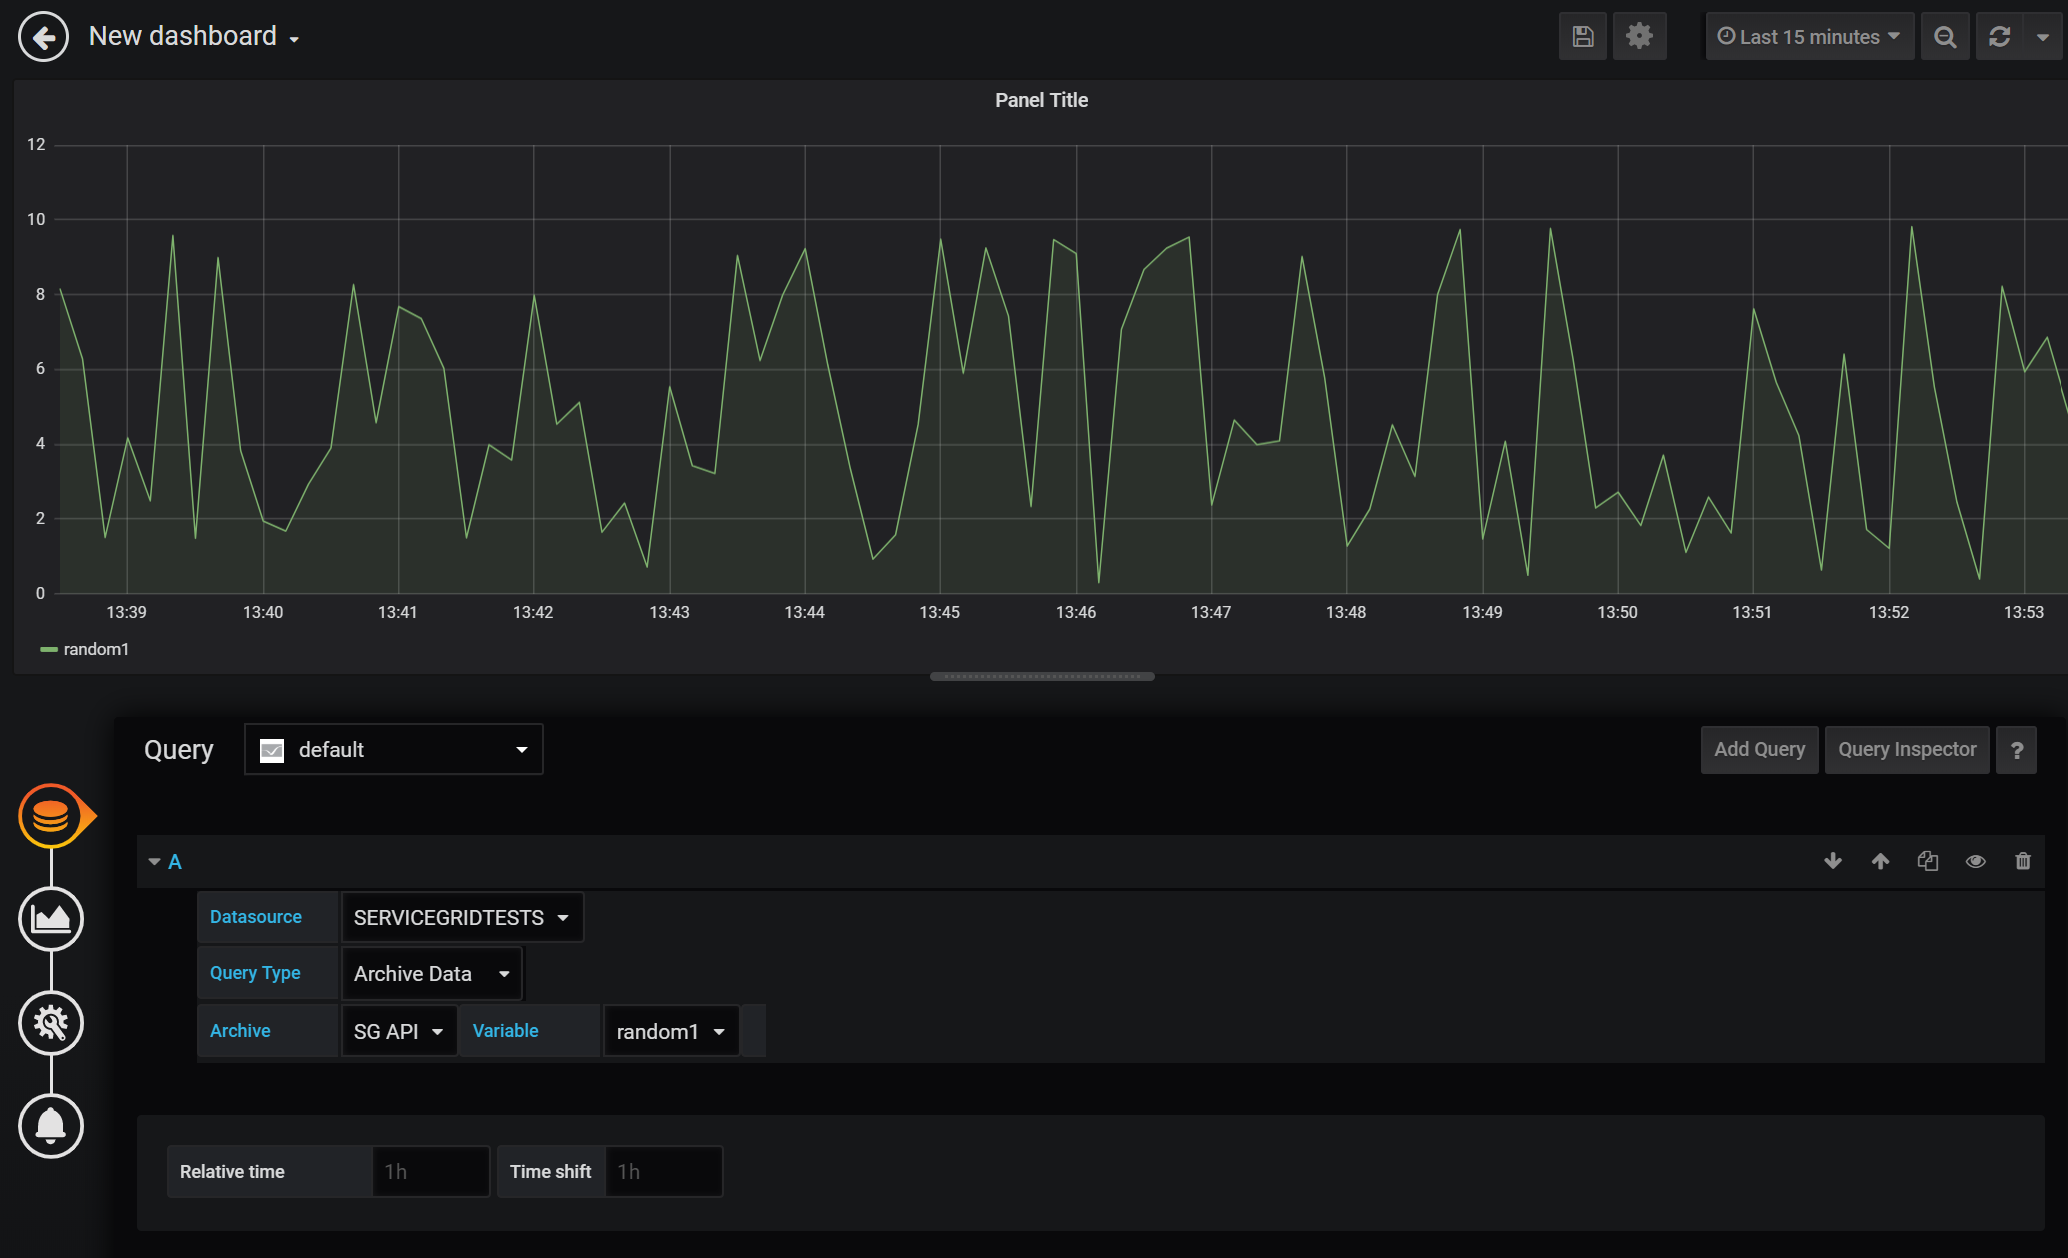 New dashboard
Last 15 minutes
Panel Title
12
10
8
6
4
2
0
13:39 13:40 13:41 13:42 13:43 13:44 13:45 13:46 13:47 13:48 13:49 13:50 13:51 13:52 13:53
random1
Query default Add Query Query Inspector ?
A
Datasource SERVICEGRIDTESTS
Query Type Archive Data
Archive SG API Variable random1
Relative time 1h Time shift 1h